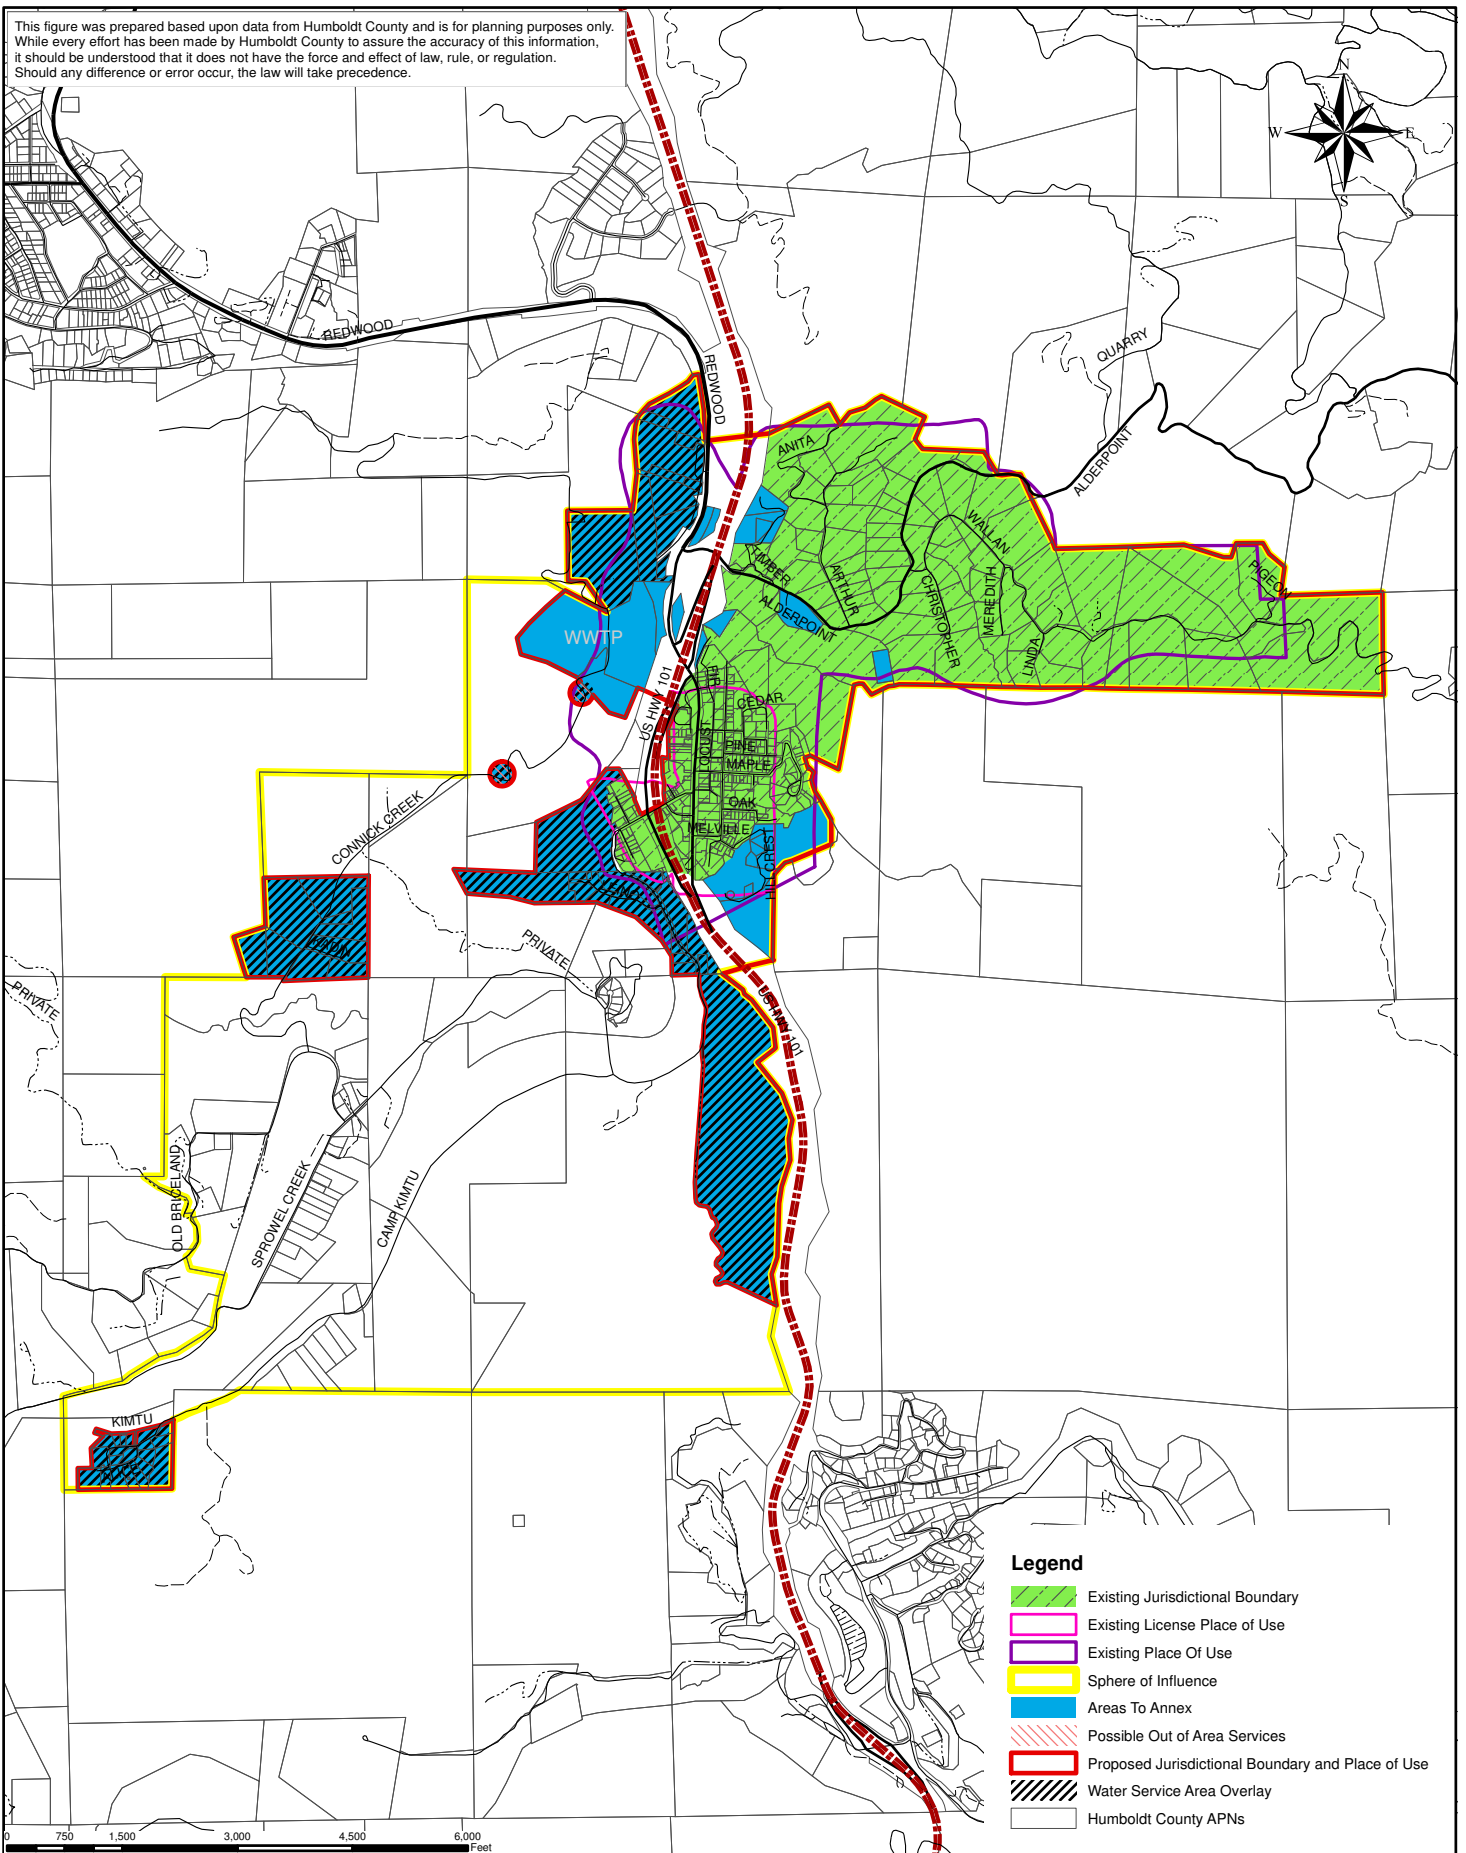 This figure was prepared based upon data from Humboldt County and is for planning purposes only.
While every effort has been made by Humboldt County to assure the accuracy of this information,
it should be understood that it does not have the force and effect of law, rule, or regulation.
Should any difference or error occur, the law will take precedence.
N
W
E
S
REDWOOD
REDWOOD
QUARRY
ALDERPOINT
ANITA
WALLAN
TIMBER
ARTHUR
CHRISTOPHER
MEREDITH
PIGEON
ALDERPOINT
LINDA
WWTP
US HWY 101
FIR
CEDAR
LOCUST
PINE
MAPLE
OAK
MELVILLE
HILLCREST
CONNICK CREEK
PRIVATE
PRIVATE
US HWY 101
OLD BRICELAND
SPROWEL CREEK
CAMP KIMTU
KIMTU
Legend
Existing Jurisdictional Boundary
Existing License Place of Use
Existing Place Of Use
Sphere of Influence
Areas To Annex
Possible Out of Area Services
Proposed Jurisdictional Boundary and Place of Use
Water Service Area Overlay
Humboldt County APNs
0 750 1,500 3,000 4,500 6,000
Feet